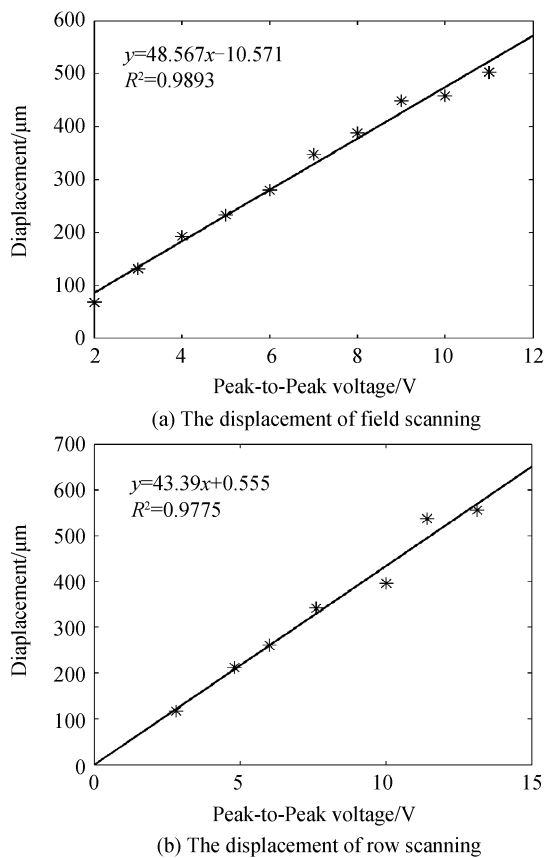 600
500
400
300
200
100
0
y=48.567x−10.571
R²=0.9893
Diaplacement/μm
2 4 6 8 10 12
Peak-to-Peak voltage/V
(a) The displacement of field scanning
700
600
500
400
300
200
100
0
y=43.39x+0.555
R²=0.9775
Diaplacement/μm
0 5 10 15
Peak-to-Peak voltage/V
(b) The displacement of row scanning